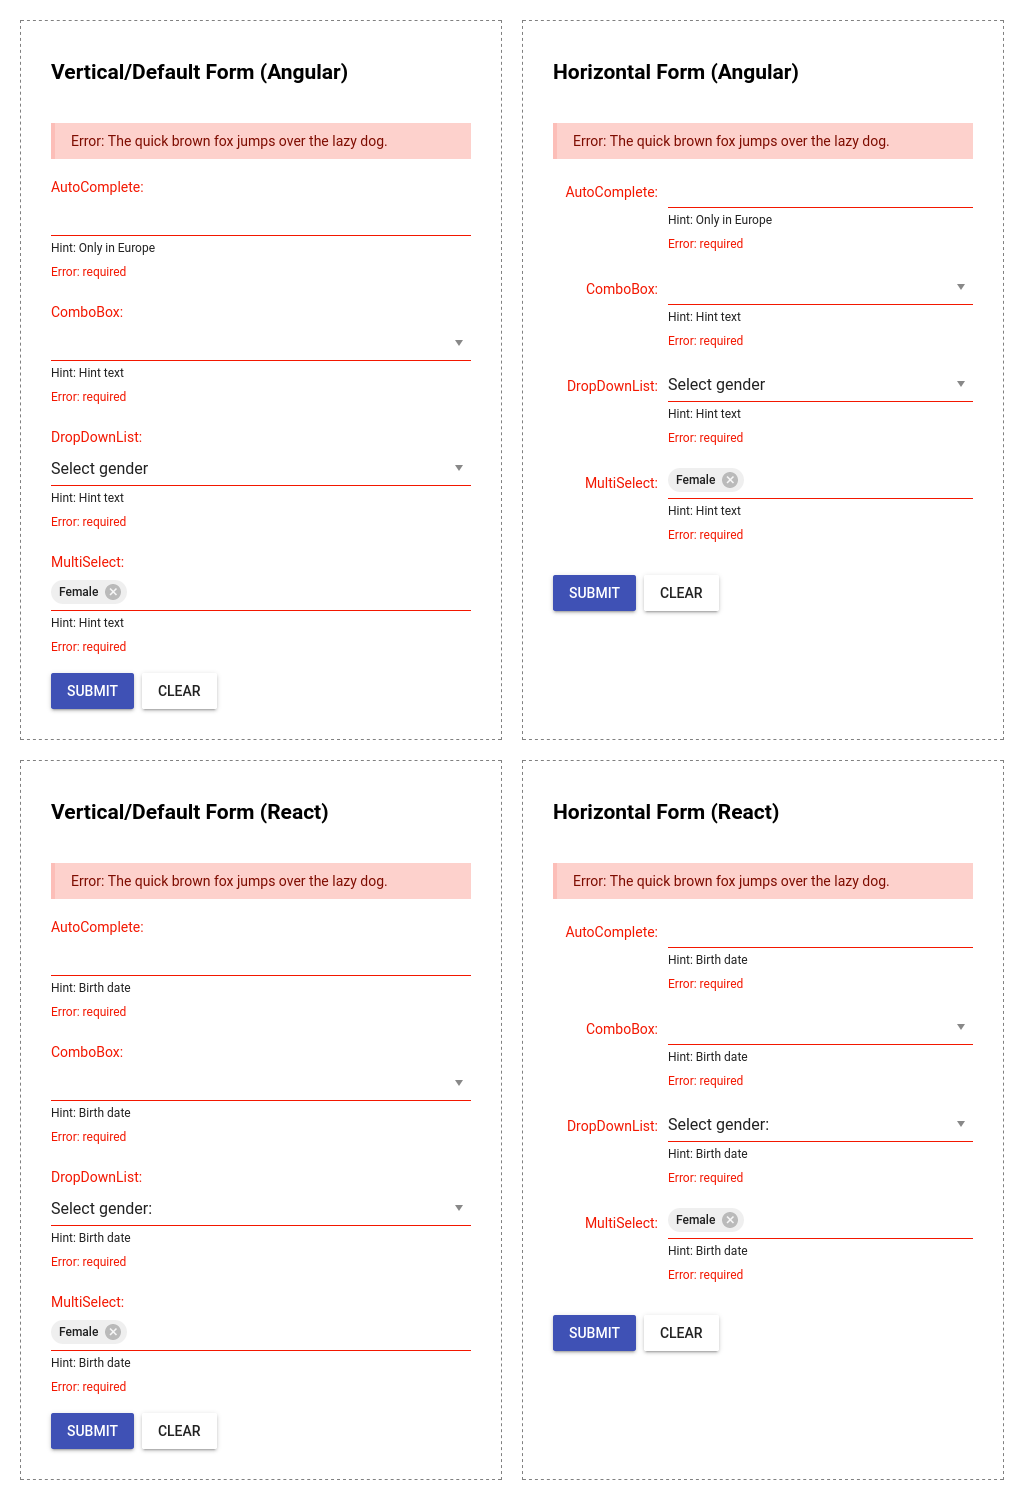 Vertical/Default Form (Angular)
Error: The quick brown fox jumps over the lazy dog.
AutoComplete:
Hint: Only in Europe
Error: required
ComboBox:
Hint: Hint text
Error: required
DropDownList:
Select gender
Hint: Hint text
Error: required
MultiSelect:
Female
Hint: Hint text
Error: required
SUBMIT CLEAR
Horizontal Form (Angular)
Error: The quick brown fox jumps over the lazy dog.
AutoComplete:
Hint: Only in Europe
Error: required
ComboBox:
Hint: Hint text
Error: required
DropDownList: Select gender
Hint: Hint text
Error: required
MultiSelect: Female
Hint: Hint text
Error: required
SUBMIT CLEAR
Vertical/Default Form (React)
Error: The quick brown fox jumps over the lazy dog.
AutoComplete:
Hint: Birth date
Error: required
ComboBox:
Hint: Birth date
Error: required
DropDownList:
Select gender:
Hint: Birth date
Error: required
MultiSelect:
Female
Hint: Birth date
Error: required
SUBMIT CLEAR
Horizontal Form (React)
Error: The quick brown fox jumps over the lazy dog.
AutoComplete:
Hint: Birth date
Error: required
ComboBox:
Hint: Birth date
Error: required
DropDownList: Select gender:
Hint: Birth date
Error: required
MultiSelect: Female
Hint: Birth date
Error: required
SUBMIT CLEAR